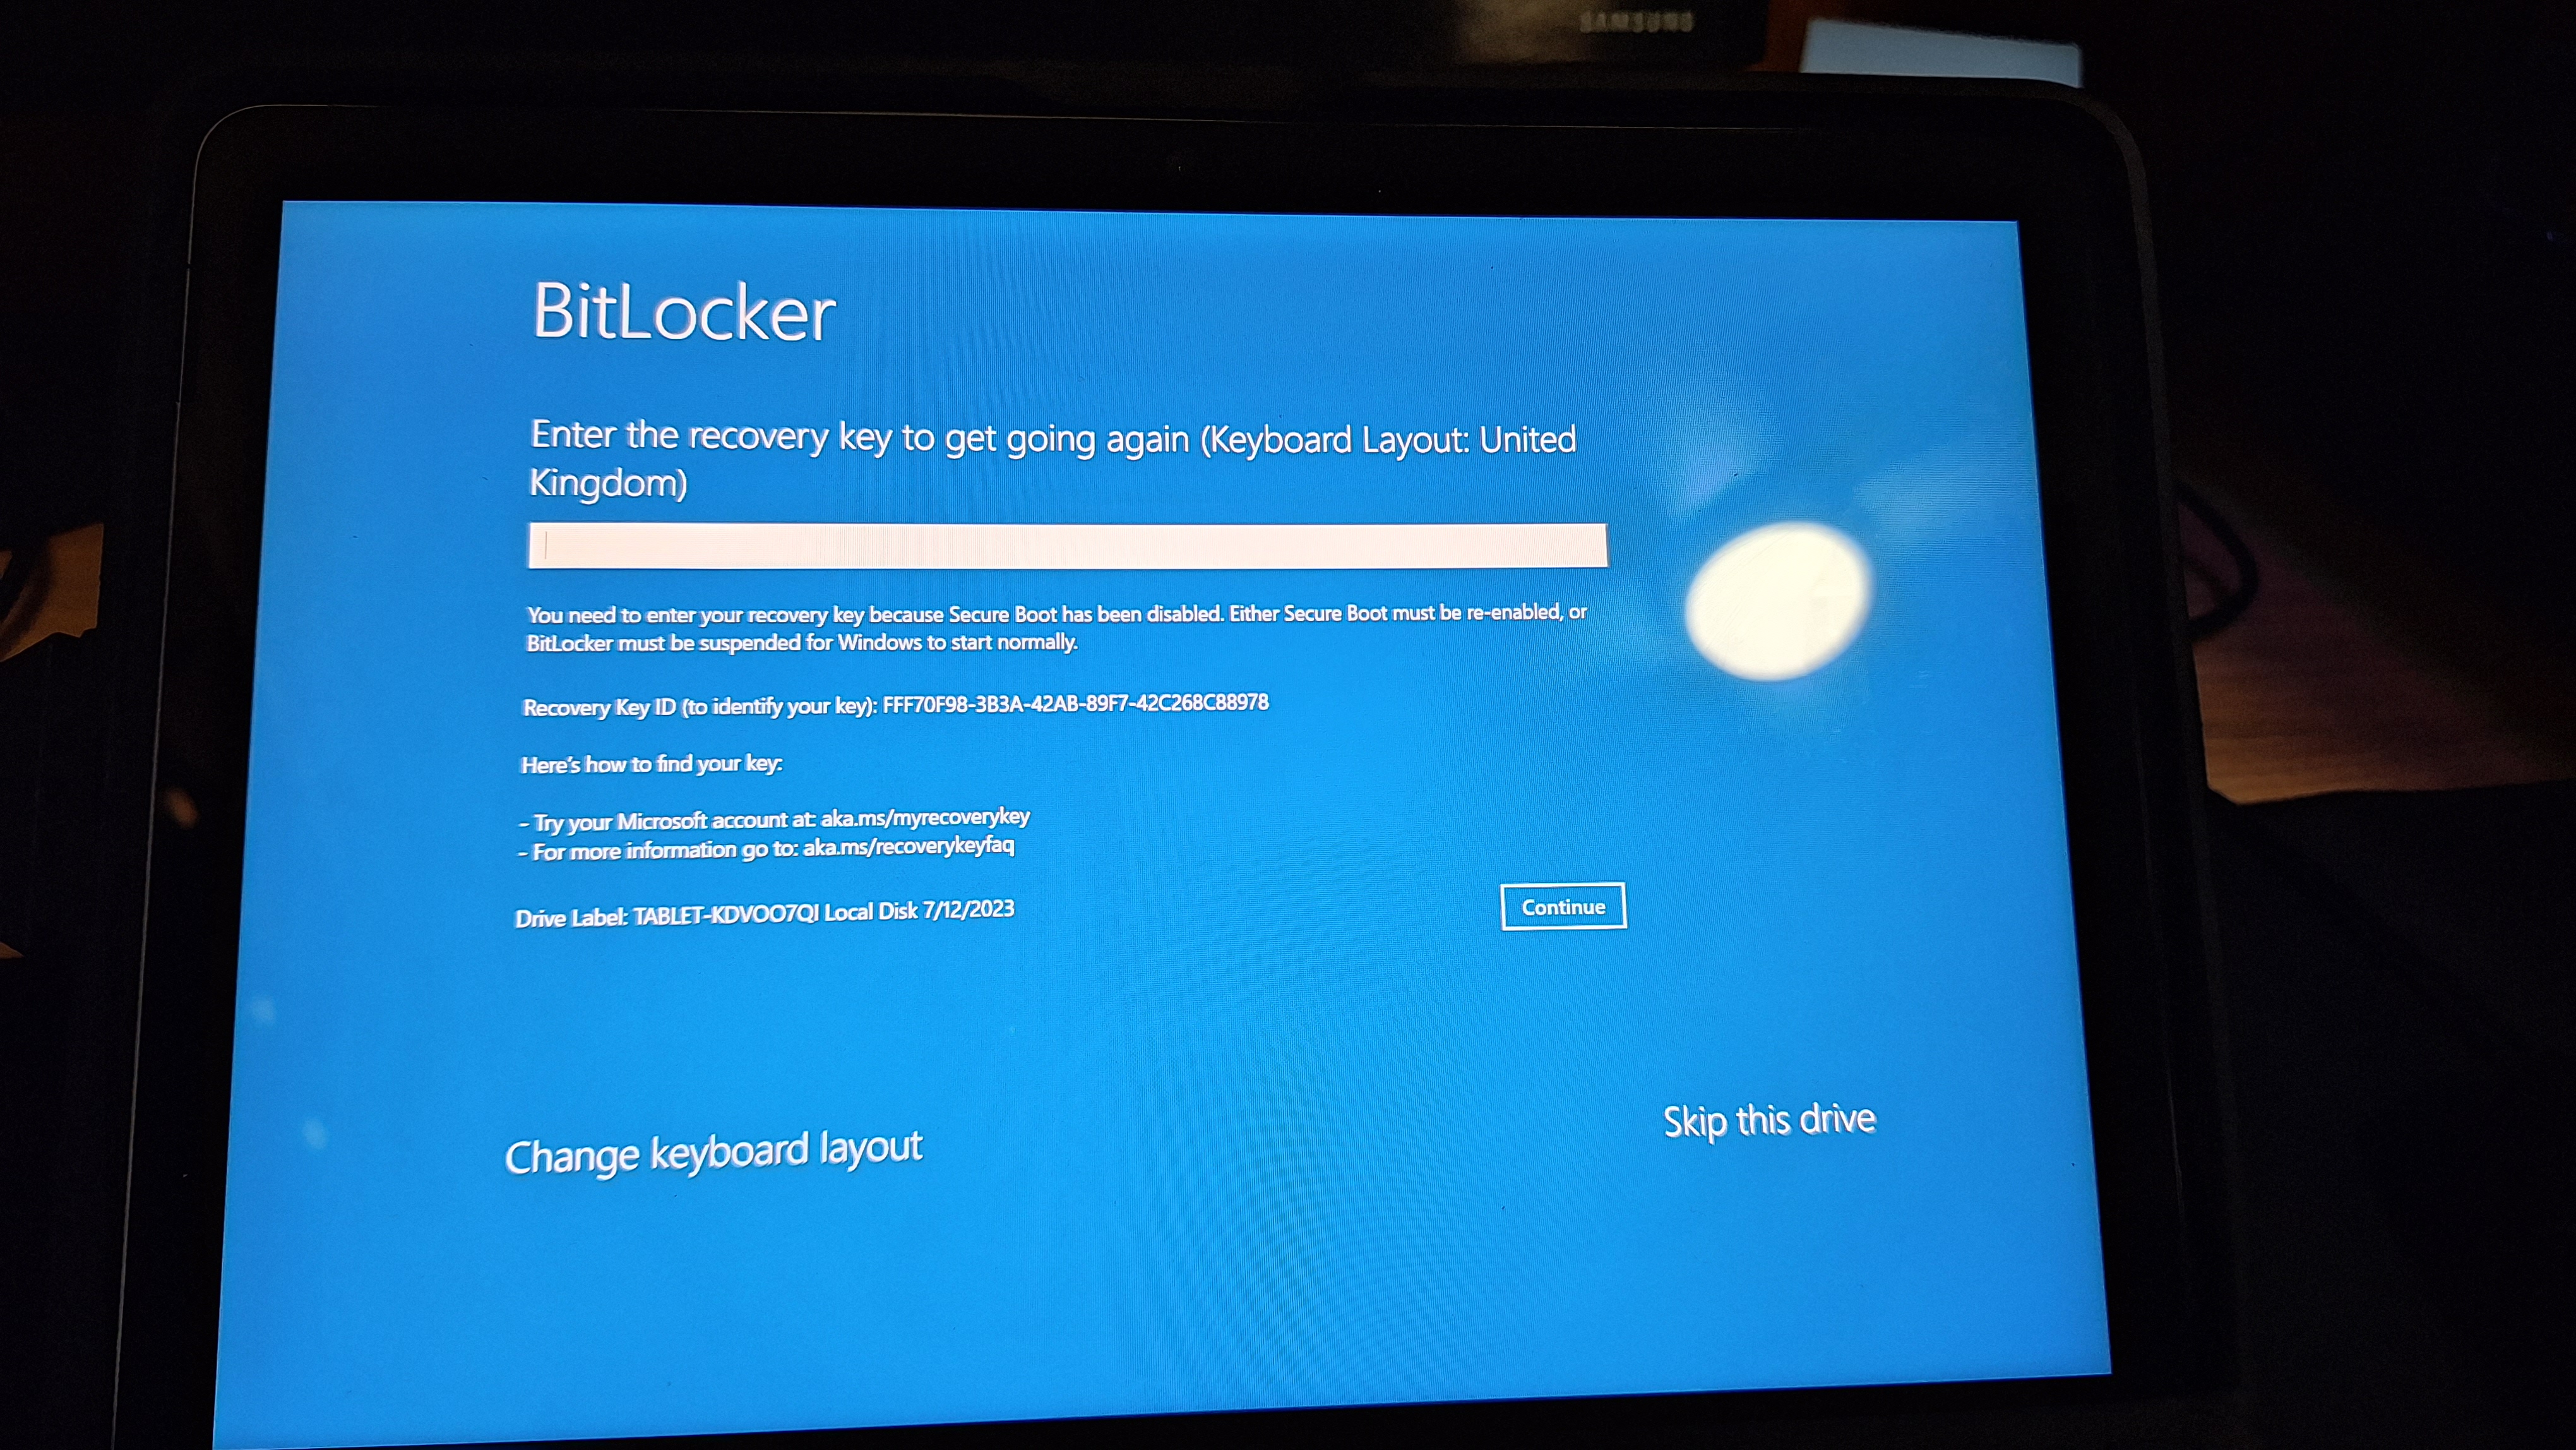 SAMSUNG
BitLocker
Enter the recovery key to get going again (Keyboard Layout: United
Kingdom)
You need to enter your recovery key because Secure Boot has been disabled. Either Secure Boot must be re-enabled, or
BitLocker must be suspended for Windows to start normally.
Recovery Key ID (to identify your key): FFF70F98-3B3A-42AB-89F7-42C268C88978
Here's how to find your key:
- Try your Microsoft account at: aka.ms/myrecoverykey
- For more information go to: aka.ms/recoverykeyfaq
Drive Label: TABLET-KDVOO7QI Local Disk 7/12/2023
Continue
Skip this drive
Change keyboard layout